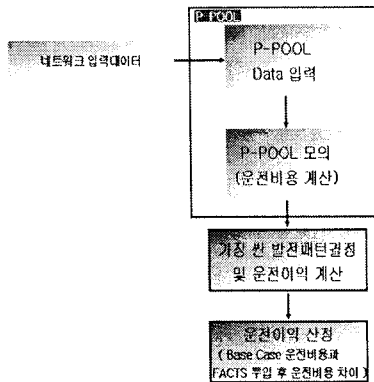 P-POOL
네트워크 입력데이터
P-POOL
Data 입력
P-POOL 모의
(운전비용 계산)
가장 싼 발전패턴결정
및 운전이익 계산
운전이익 산정
( Base Case 운전비용과
FACTS 투입 후 운전비용 차이 )